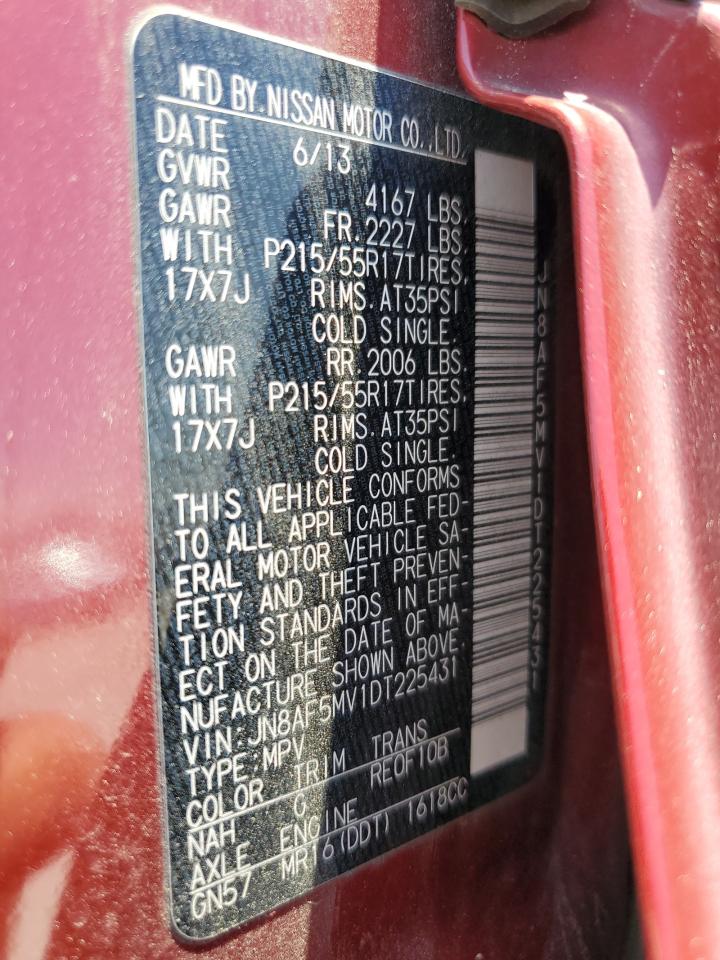 MFD BY.NISSAN MOTOR CO.,LTD.
DATE 6/13
GVWR 4167 LBS.
GAWR FR. 2227 LBS.
WITH P215/55R17TIRES,
17X7J RIMS. AT35PSI
COLD SINGLE.
GAWR RR 2006 LBS.
WITH P215/55R17TIRES,
17X7J RIMS. AT35PSI
COLD SINGLE.
THIS VEHICLE CONFORMS
TO ALL APPLICABLE FED-
ERAL MOTOR VEHICLE SA-
FETY AND THEFT PREVEN-
TION STANDARDS IN EFF-
ECT ON THE DATE OF MA-
NUFACTURE SHOWN ABOVE.
VIN:JN8AF5MV1DT225431
TYPE:MPV
COLOR TRIM TRANS
NAH C RE0F10B
AXLE ENGINE
GN57 MR16(DDT) 1618CC
JN8AF5MV1DT225431